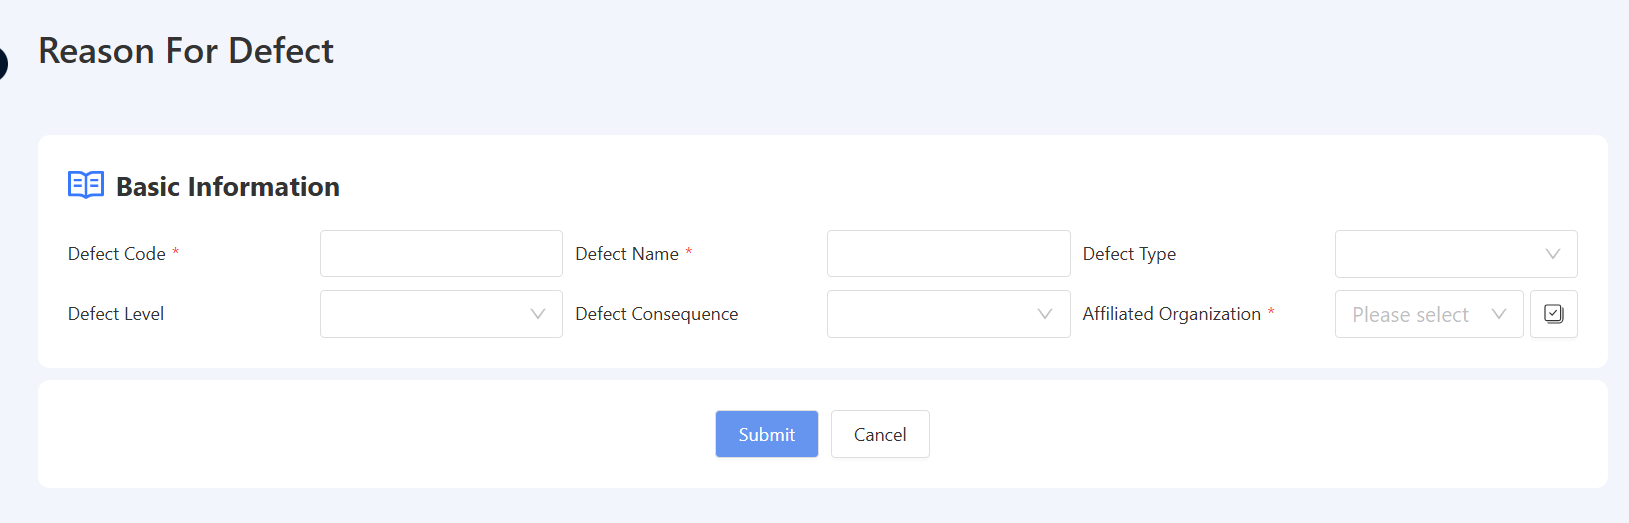 Reason For Defect
Basic Information
Defect Code *
Defect Name *
Defect Type
Defect Level
Defect Consequence
Affiliated Organization *
Please select
Submit
Cancel